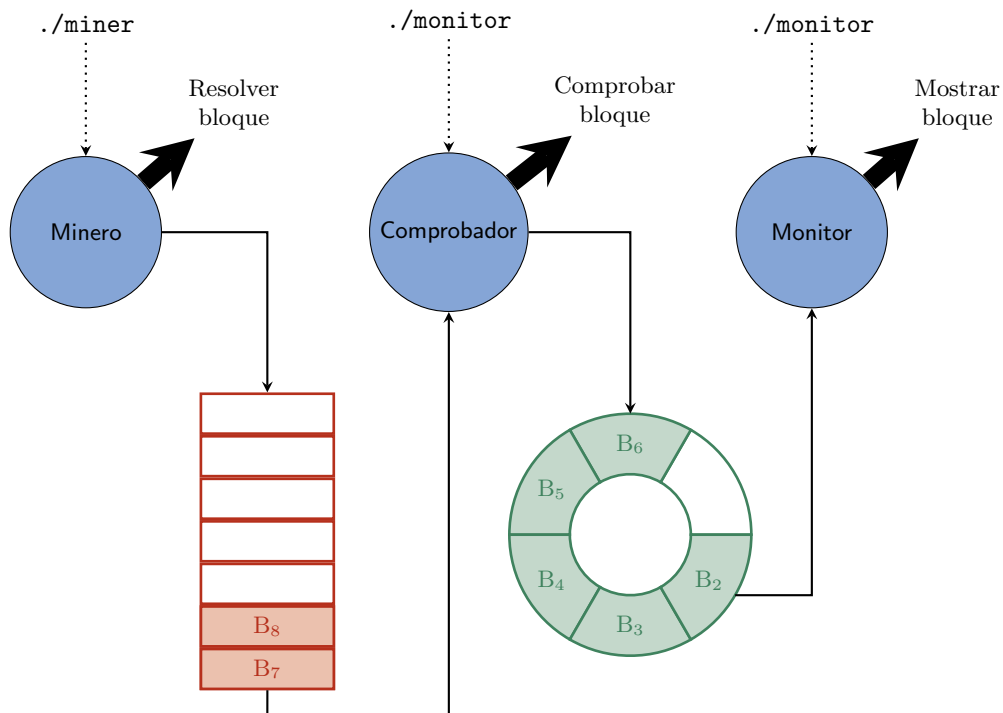 ./miner
./monitor
./monitor
Resolver
bloque
Comprobar
bloque
Mostrar
bloque
Minero
Comprobador
Monitor
B₆
B₅
B₄
B₂
B₃
B₈
B₇